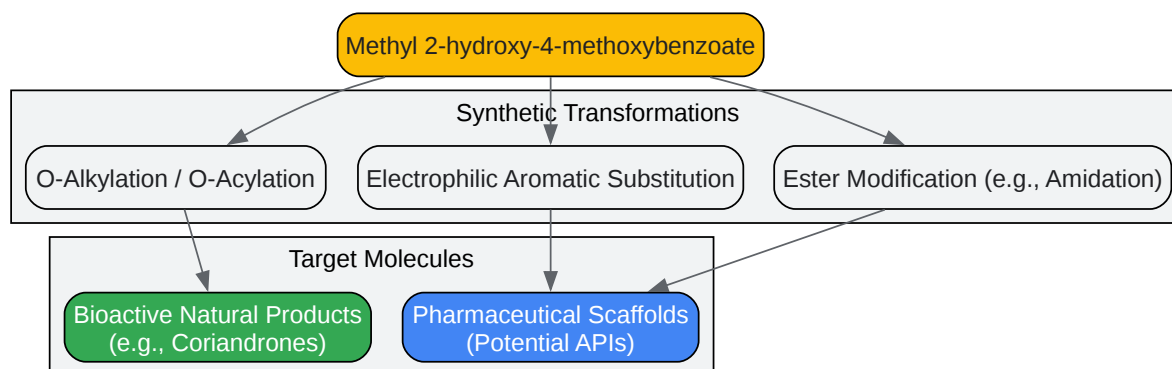 Methyl 2-hydroxy-4-methoxybenzoate
Synthetic Transformations
O-Alkylation / O-Acylation
Electrophilic Aromatic Substitution
Ester Modification (e.g., Amidation)
Target Molecules
Bioactive Natural Products
(e.g., Coriandrones)
Pharmaceutical Scaffolds
(Potential APIs)